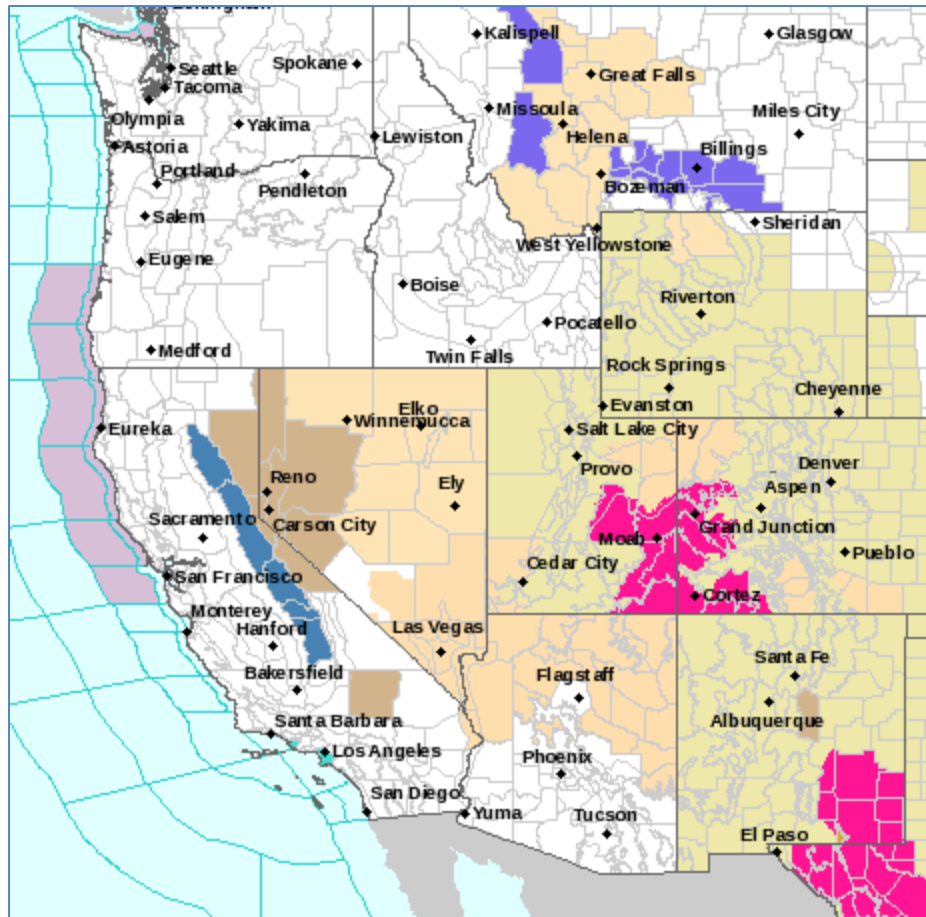 Bellingham
Kalispell
Glasgow
Seattle
Spokane
Great Falls
Tacoma
Missoula
Miles City
Olympia
Yakima
Helena
Lewiston
Astoria
Billings
Portland
Pendleton
Bozeman
Salem
Sheridan
West Yellowstone
Eugene
Boise
Riverton
Pocatello
Medford
Twin Falls
Rock Springs
Cheyenne
Elko
Evanston
Winnemucca
Eureka
Salt Lake City
Provo
Denver
Reno
Ely
Aspen
Sacramento
Carson City
Grand Junction
Moab
Pueblo
Cedar City
San Francisco
Cortez
Monterey
Hanford
Las Vegas
Santa Fe
Bakersfield
Flagstaff
Albuquerque
Santa Barbara
Los Angeles
Phoenix
San Diego
Yuma
Tucson
El Paso